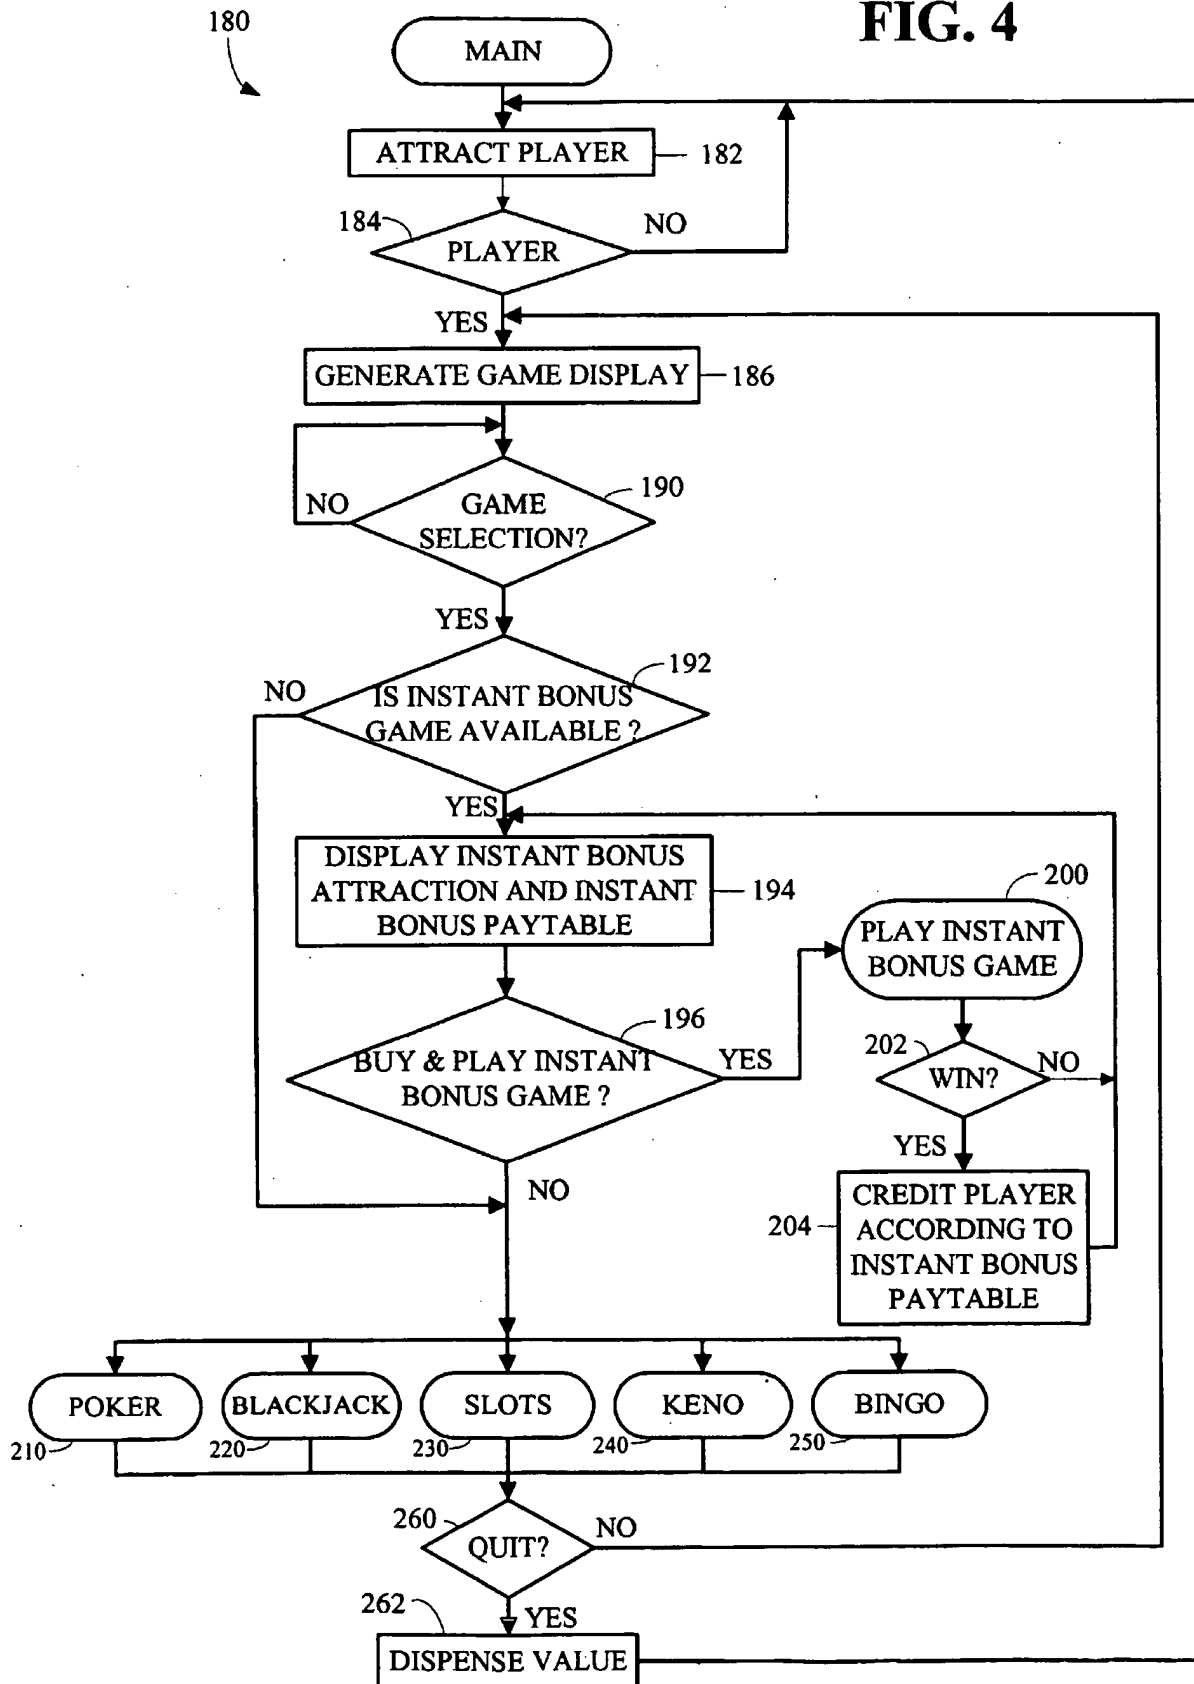 FIG. 4
180
MAIN
ATTRACT PLAYER
182
184
PLAYER
NO
YES
GENERATE GAME DISPLAY
186
190
GAME
SELECTION?
NO
YES
192
IS INSTANT BONUS
GAME AVAILABLE ?
NO
YES
DISPLAY INSTANT BONUS
ATTRACTION AND INSTANT
BONUS PAYTABLE
194
200
PLAY INSTANT
BONUS GAME
196
BUY & PLAY INSTANT
BONUS GAME ?
YES
202
WIN?
NO
YES
NO
204
CREDIT PLAYER
ACCORDING TO
INSTANT BONUS
PAYTABLE
POKER
BLACKJACK
SLOTS
KENO
BINGO
210
220
230
240
250
260
QUIT?
NO
YES
262
DISPENSE VALUE